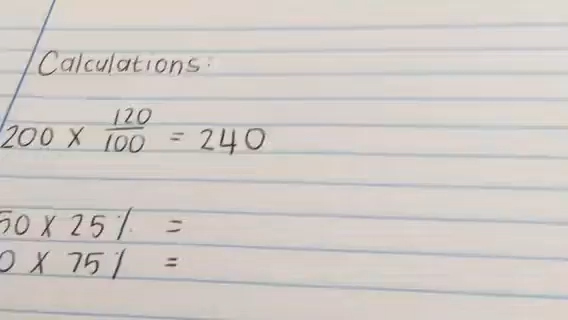 Calculations:
200 x 120/100 = 240
50 x 25% =
0 x 75% =